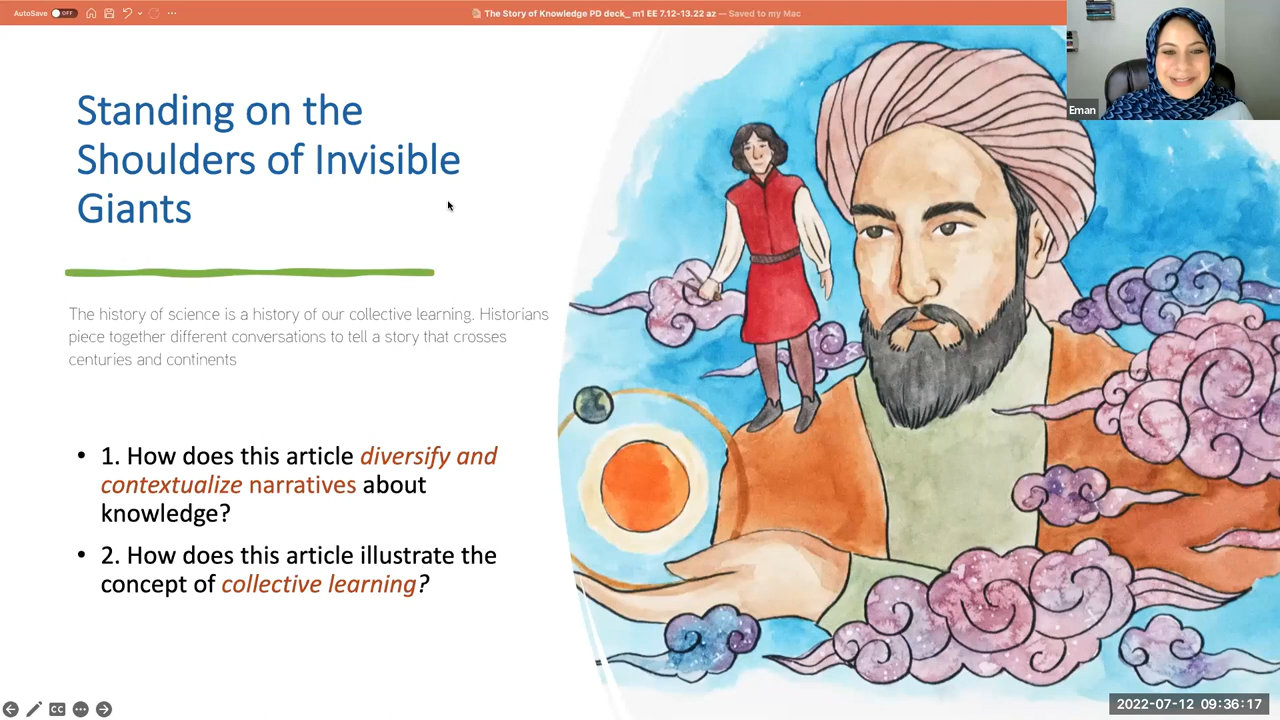 AutoSave OFF
The Story of Knowledge PD deck_ m1 EE 7.12-13.22 az — Saved to my Mac
Eman
Standing on the
Shoulders of Invisible
Giants
The history of science is a history of our collective learning. Historians
piece together different conversations to tell a story that crosses
centuries and continents
• 1. How does this article diversify and
contextualize narratives about
knowledge?
• 2. How does this article illustrate the
concept of collective learning?
CC
2022-07-12 09:36:17